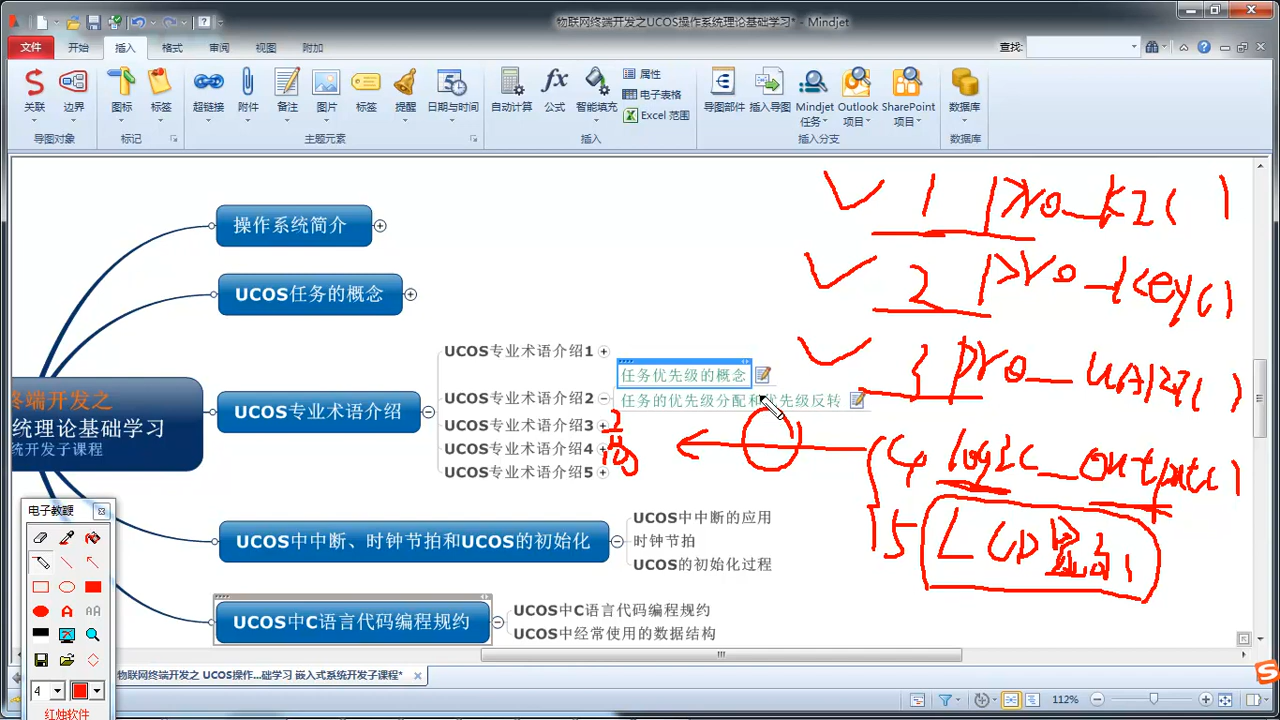 物联网终端开发之UCOS操作系统理论基础学习* - Mindjet
文件 开始 插入 格式 审阅 视图 附加 查找:
关联 边界 图标 标签 超链接 附件 备注 图片 标签 提醒 日期与时间 自动计算 公式 智能填充 属性 电子表格 Excel 范围 导图部件 插入导图 Mindjet 任务 Outlook 项目 SharePoint 项目 数据库
导图对象 标记 主题元素 插入 插入分支 数据库
操作系统简介
UCOS任务的概念
终端开发之
统理论基础学习
开发子课程
UCOS专业术语介绍
UCOS专业术语介绍1
UCOS专业术语介绍2
UCOS专业术语介绍3
UCOS专业术语介绍4
UCOS专业术语介绍5
任务优先级的概念
任务的优先级分配和优先级反转
UCOS中中断、时钟节拍和UCOS的初始化
UCOS中中断的应用
时钟节拍
UCOS的初始化过程
UCOS中C语言代码编程规约
UCOS中C语言代码编程规约
UCOS中经常使用的数据结构
1 pro_
2 pro_key()
3 pro_UART()
4 logic_output()
5 LCD显示
电子教鞭
4
红烛软件
物联网终端开发之 UCOS操作...础学习 嵌入式系统开发子课程*
112%